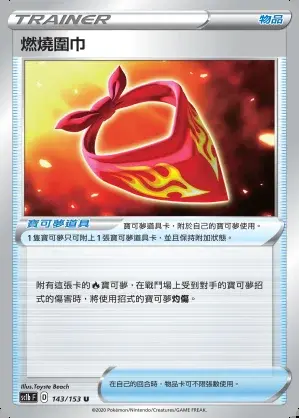 TRAINER 物品
燃燒圍巾
寶可夢道具 寶可夢道具卡,附於自己的寶可夢使用。
1隻寶可夢只可附上1張寶可夢道具卡,並且保持附加狀態。
附有這張卡的🔥寶可夢,在戰鬥場上受到對手的寶可夢招
式的傷害時,將使用招式的寶可夢灼傷。
Illus.Toyste Beach
sc1b F D 143/153 U
在自己的回合時,物品卡可不限張數使用。
©2020 Pokémon/Nintendo/Creatures/GAME FREAK.